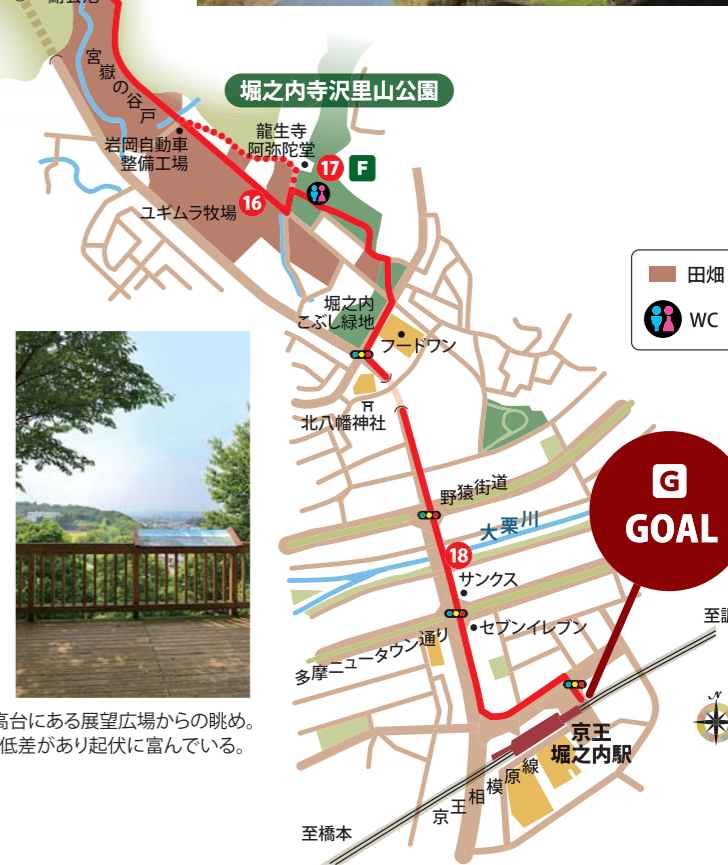 宮嶽の谷戸
堀之内寺沢里山公園
岩岡自動車
整備工場
龍生寺
阿弥陀堂
17 F
ユギムラ牧場
16
田畑
WC
堀之内
こぶし緑地
フードワン
北八幡神社
野猿街道
大栗川
G
GOAL
18
サンクス
セブンイレブン
多摩ニュータウン通り
高台にある展望広場からの眺め。
低差があり起伏に富んでいる。
N
京王
堀之内駅
京王相模原線
至橋本